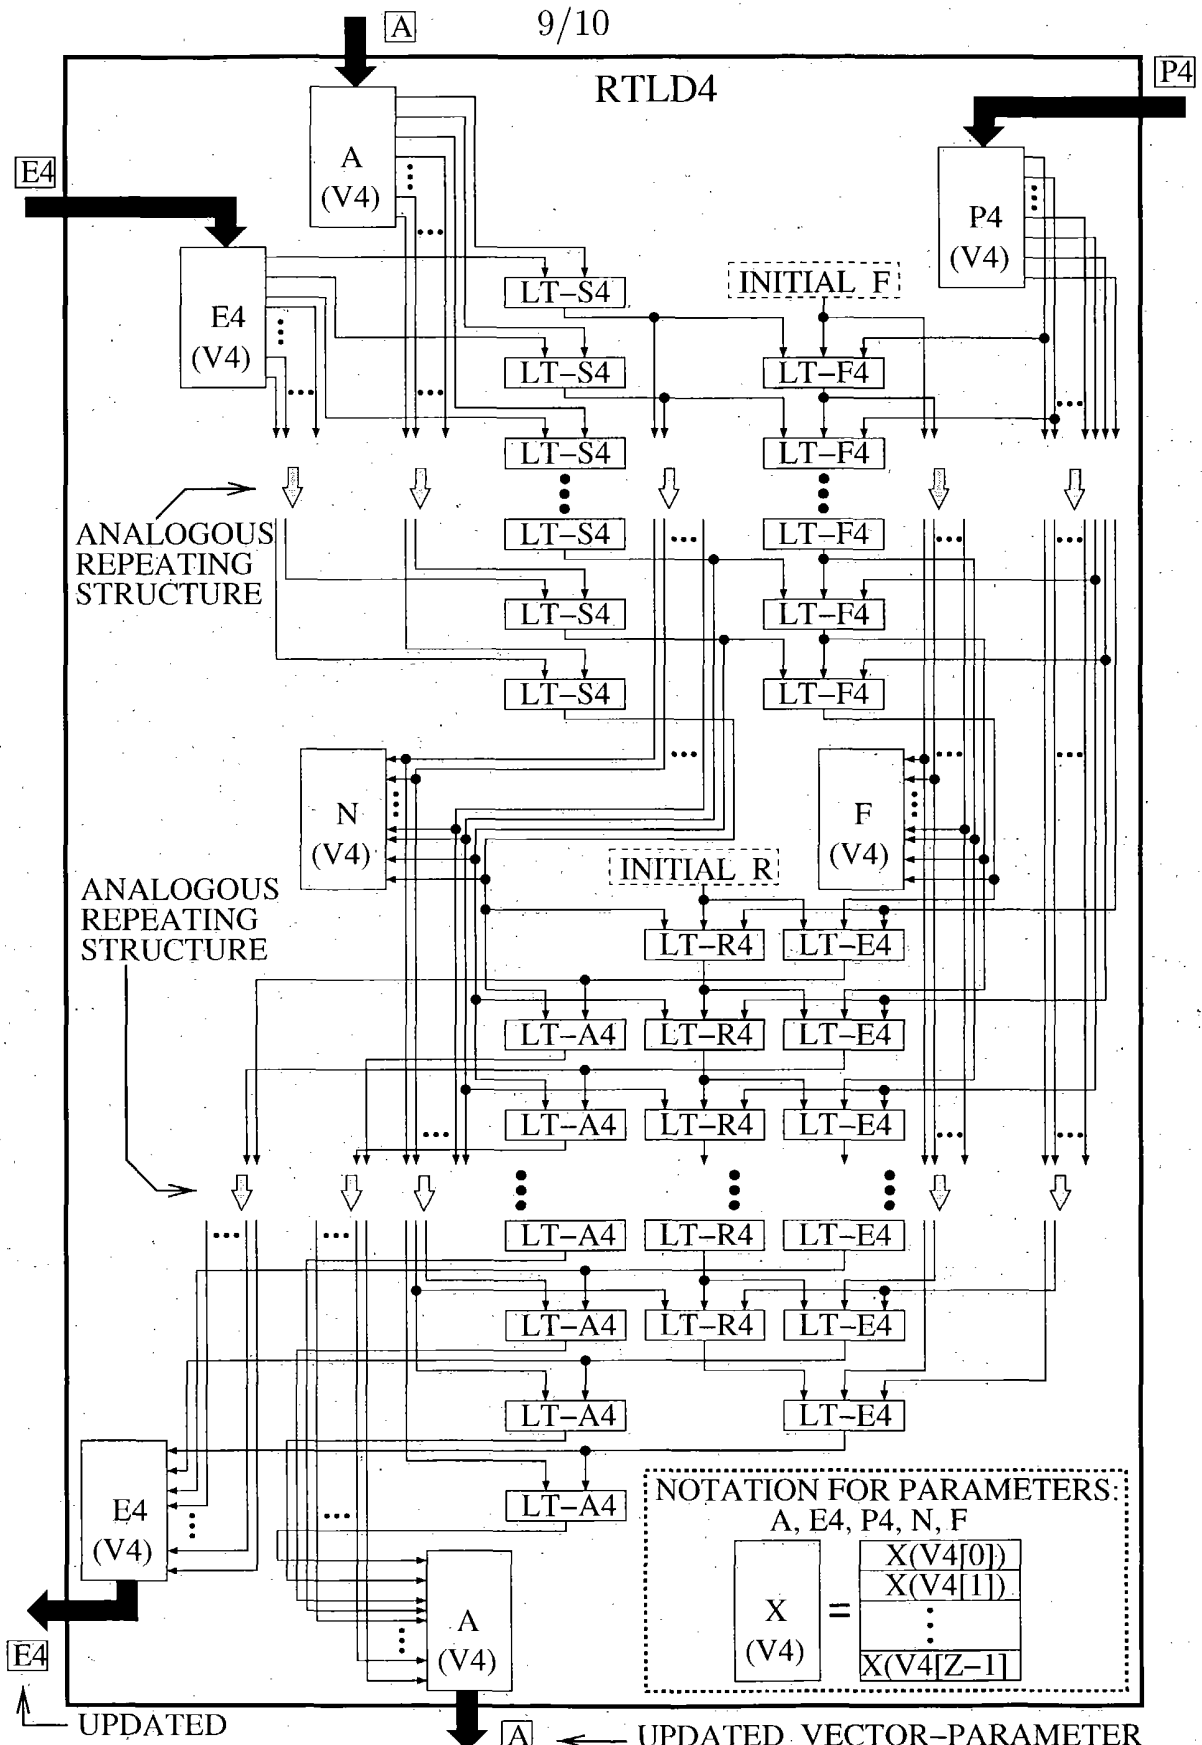 9/10
A
RTLD4
P4
E4
A
(V4)
P4
(V4)
E4
(V4)
INITIAL F
LT-S4
LT-S4
LT-F4
LT-S4
LT-F4
ANALOGOUS
REPEATING
STRUCTURE
LT-S4
LT-F4
LT-S4
LT-F4
LT-S4
LT-F4
N
(V4)
F
(V4)
INITIAL R
ANALOGOUS
REPEATING
STRUCTURE
LT-R4
LT-E4
LT-A4
LT-R4
LT-E4
LT-A4
LT-R4
LT-E4
LT-A4
LT-R4
LT-E4
LT-A4
LT-R4
LT-E4
LT-A4
LT-E4
LT-A4
E4
(V4)
NOTATION FOR PARAMETERS:
A, E4, P4, N, F
X
(V4)
=
X(V4[0])
X(V4[1])
X(V4[Z-1]
A
(V4)
E4
UPDATED
A
UPDATED VECTOR-PARAMETER